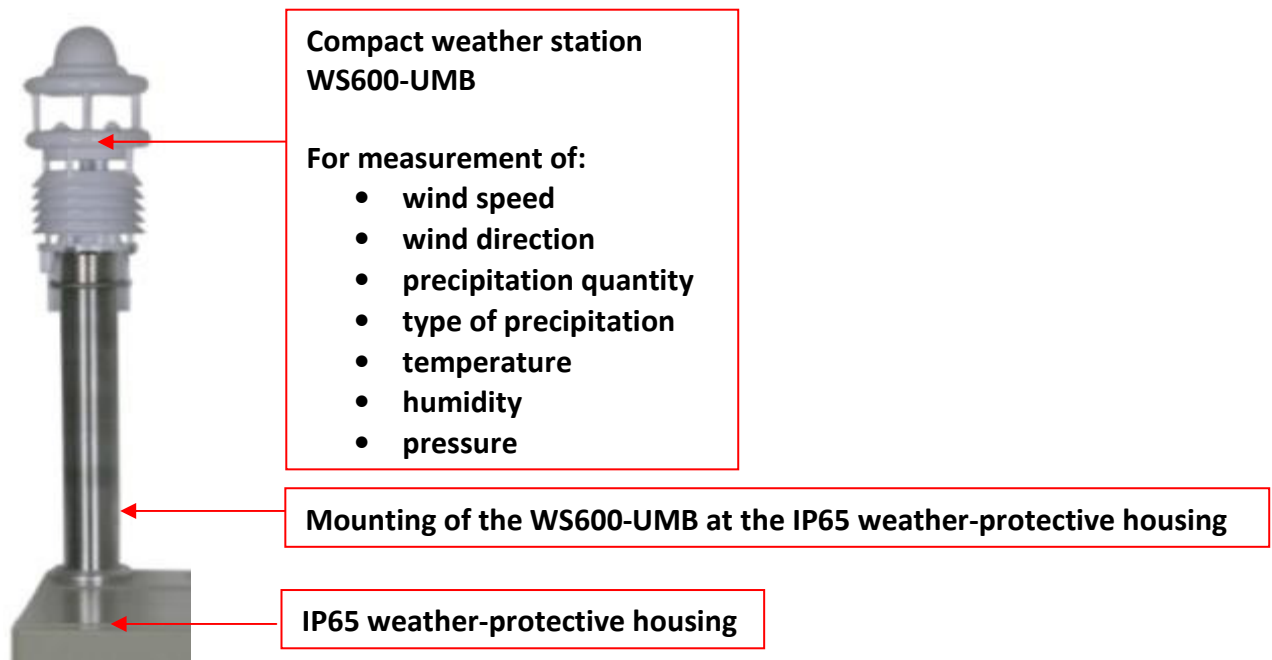 Compact weather station
WS600-UMB
For measurement of:
• wind speed
• wind direction
• precipitation quantity
• type of precipitation
• temperature
• humidity
• pressure
Mounting of the WS600-UMB at the IP65 weather-protective housing
IP65 weather-protective housing